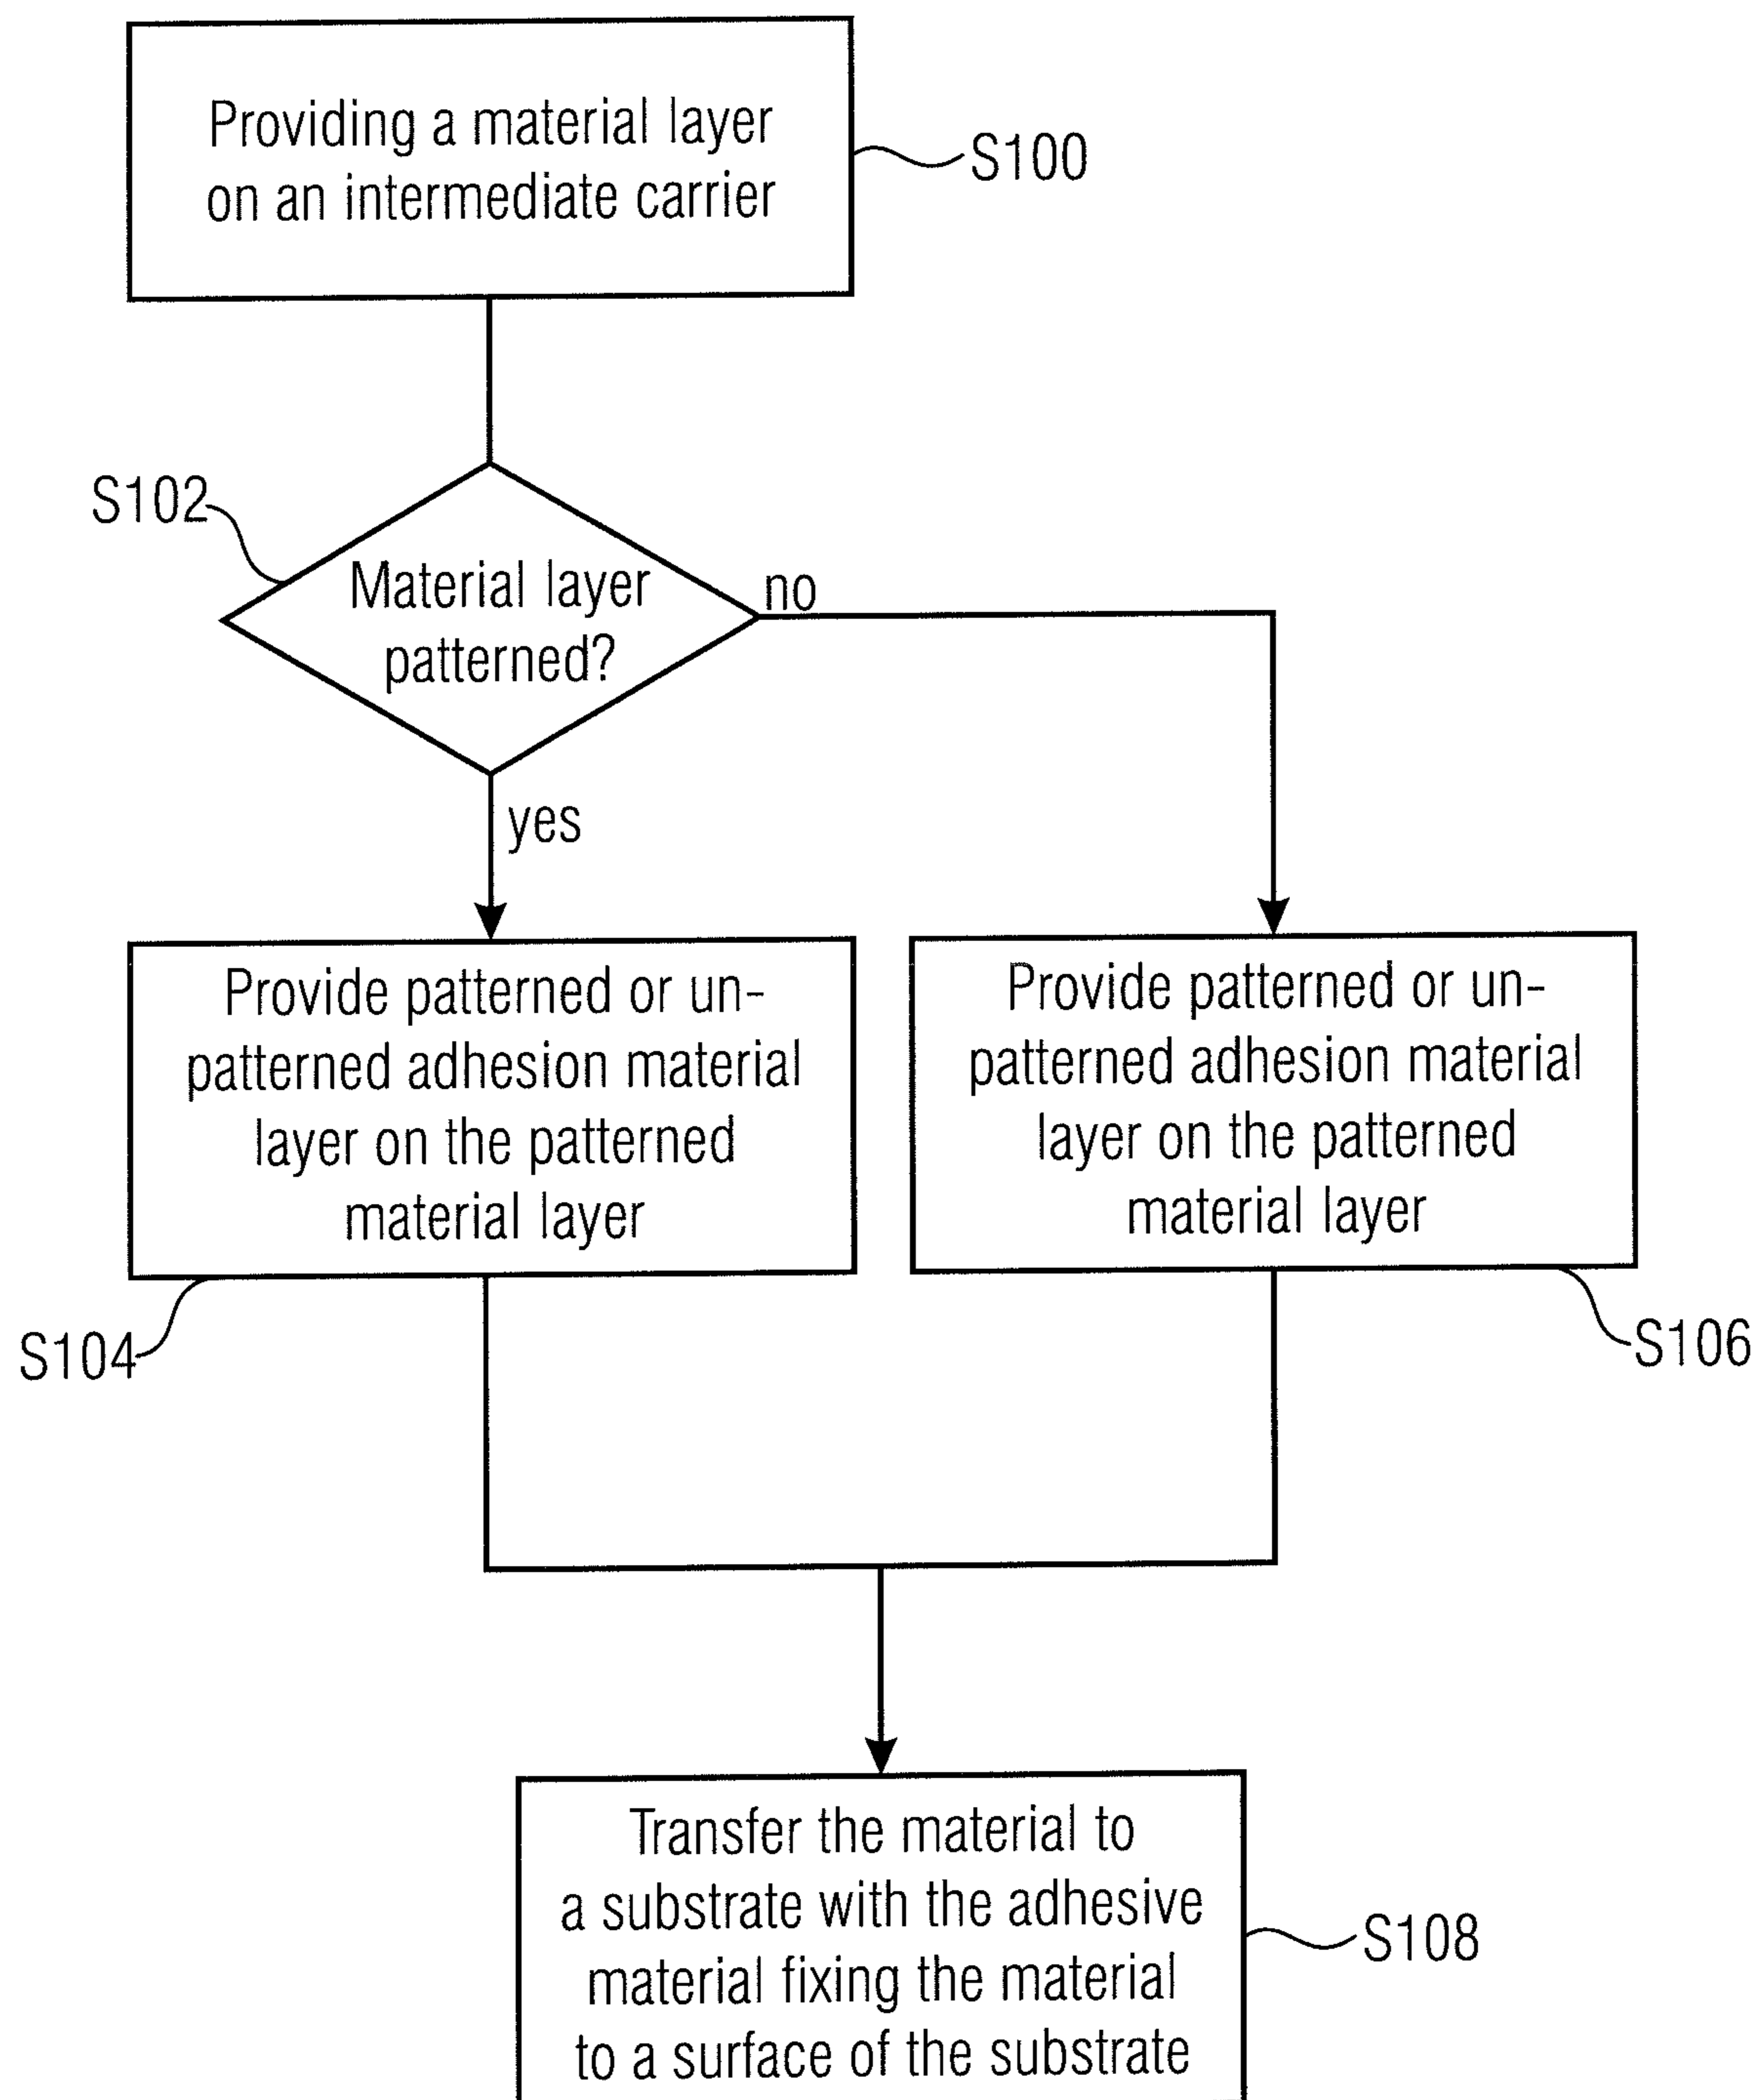 Providing a material layer
on an intermediate carrier
S100
S102
Material layer
patterned?
no
yes
Provide patterned or un-
patterned adhesion material
layer on the patterned
material layer
S104
Provide patterned or un-
patterned adhesion material
layer on the patterned
material layer
S106
Transfer the material to
a substrate with the adhesive
material fixing the material
to a surface of the substrate
S108